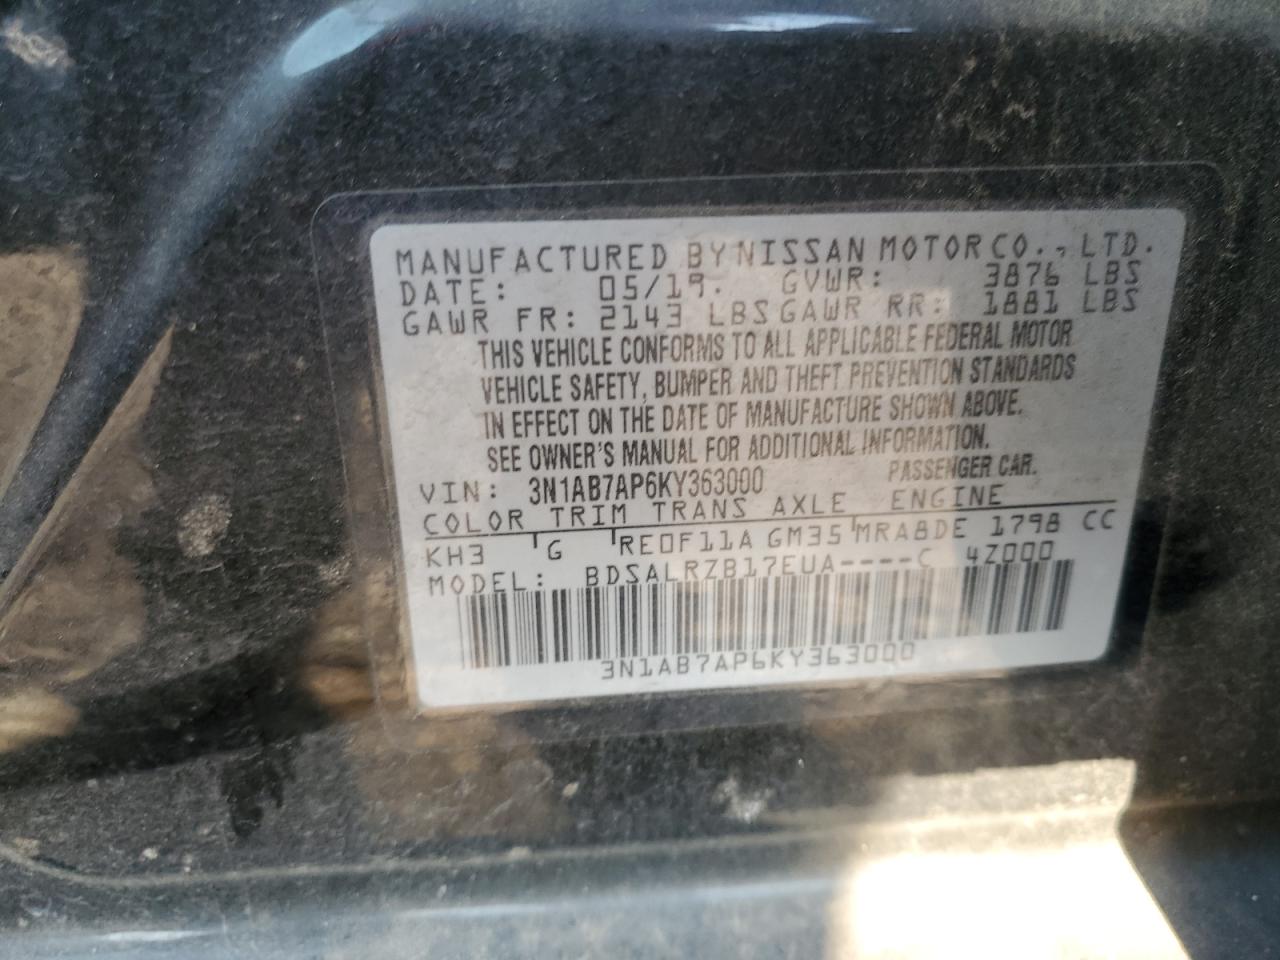 MANUFACTURED BY NISSAN MOTOR CO., LTD.
DATE: 05/19. GVWR: 3876 LBS
GAWR FR: 2143 LBS GAWR RR: 1881 LBS
THIS VEHICLE CONFORMS TO ALL APPLICABLE FEDERAL MOTOR
VEHICLE SAFETY, BUMPER AND THEFT PREVENTION STANDARDS
IN EFFECT ON THE DATE OF MANUFACTURE SHOWN ABOVE.
SEE OWNER'S MANUAL FOR ADDITIONAL INFORMATION.
VIN: 3N1AB7AP6KY363000 PASSENGER CAR.
COLOR TRIM TRANS AXLE ENGINE
KH3 G RE0F11A GM35 MRA8DE 1798 CC
MODEL: BDSALRZB17EUA----C 4Z000
3N1AB7AP6KY363000